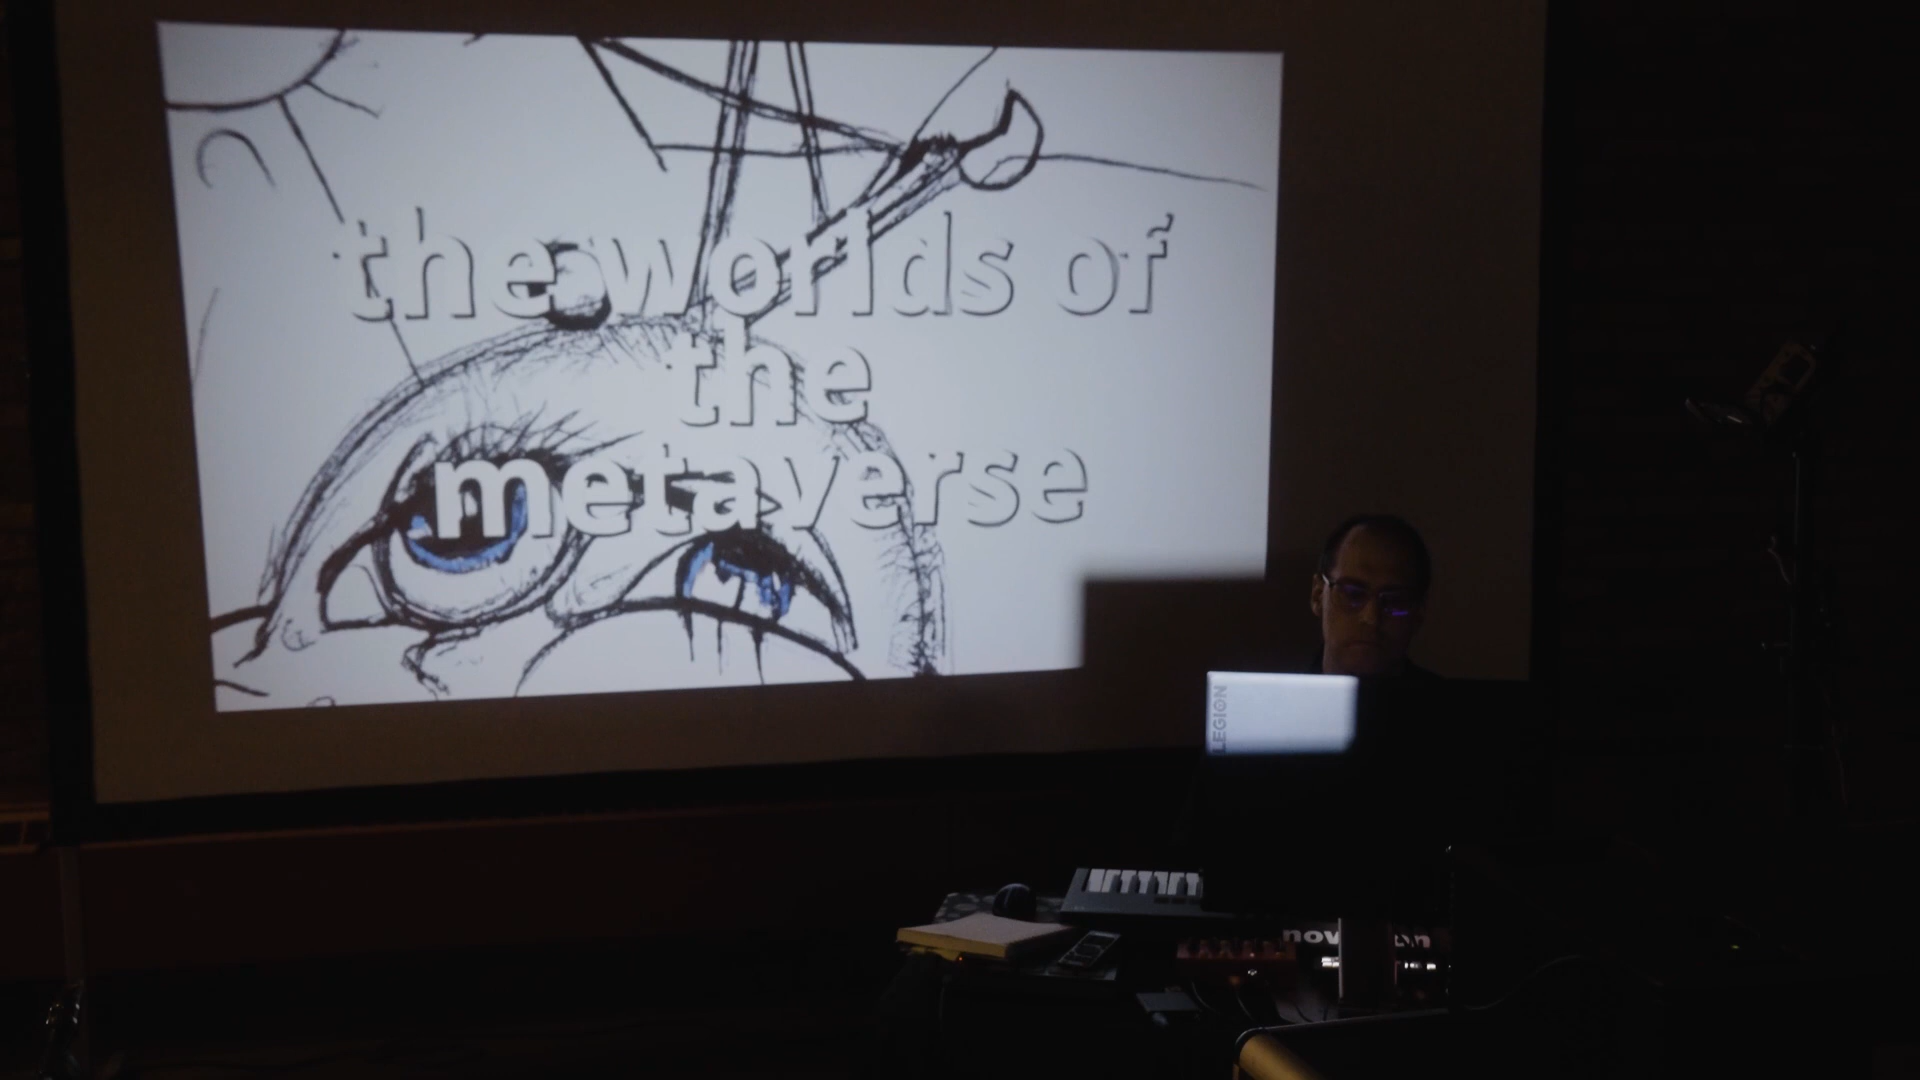 the worlds of
the
metaverse
LEGION